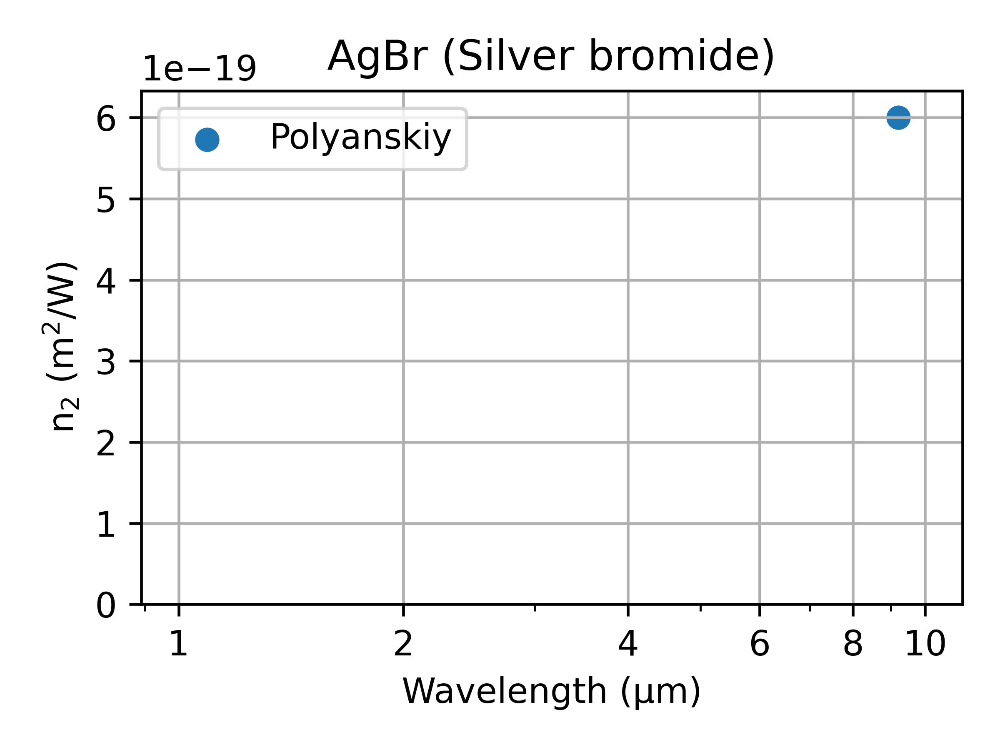 AgBr (Silver bromide)
1e−19
Polyanskiy
6
5
4
3
2
1
0
n₂ (m²/W)
1 2 4 6 8 10
Wavelength (μm)